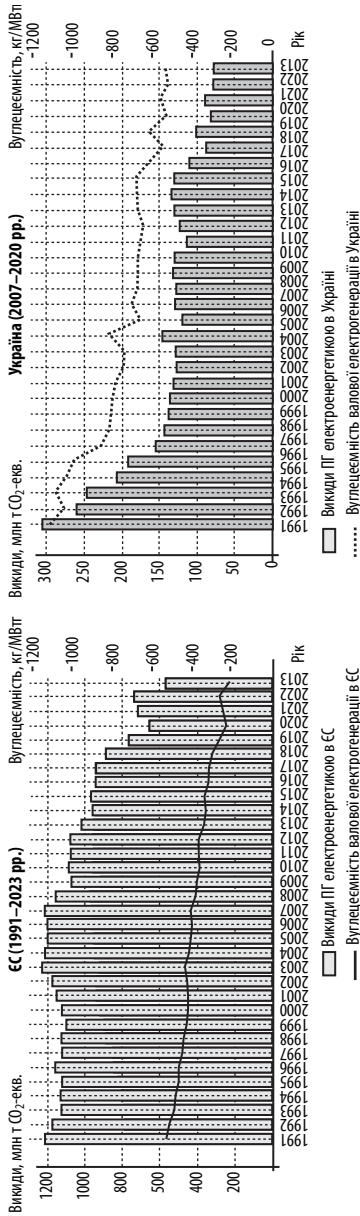 ЄС (1991–2023 рр.)
Викиди, млн т CO₂-екв.
Вуглецеємність, кг/МВтг
1200
1000
800
600
400
200
1200
1000
800
600
400
200
1991 1992 1993 1994 1995 1996 1997 1998 1999 2000 2001 2002 2003 2004 2005 2006 2007 2008 2009 2010 2011 2012 2013 2014 2015 2016 2017 2018 2019 2020 2021 2022 2013
Рік
Викиди ПГ електроенергетикою в ЄС
Вуглецеємність валової електрогенерації в ЄС
Україна (2007–2020 рр.)
Викиди, млн т CO₂-екв.
Вуглецеємність, кг/МВтг
300
250
200
150
100
50
0
1200
1000
800
600
400
200
0
1991 1992 1993 1994 1995 1996 1997 1998 1999 2000 2001 2002 2003 2004 2005 2006 2007 2008 2009 2010 2011 2012 2013 2014 2015 2016 2017 2018 2019 2020 2021 2022 2013
Рік
Викиди ПГ електроенергетикою в Україні
Вуглецеємність валової електрогенерації в Україні